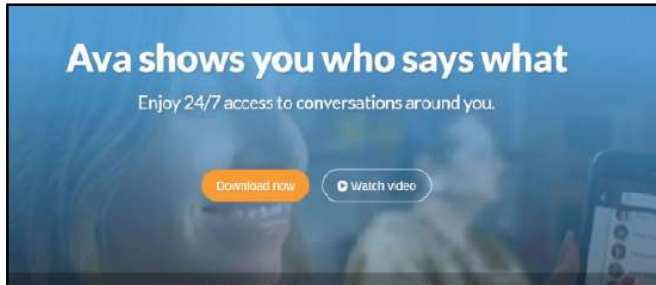 Ava shows you who says what
Enjoy 24/7 access to conversations around you.
Download now
Watch video